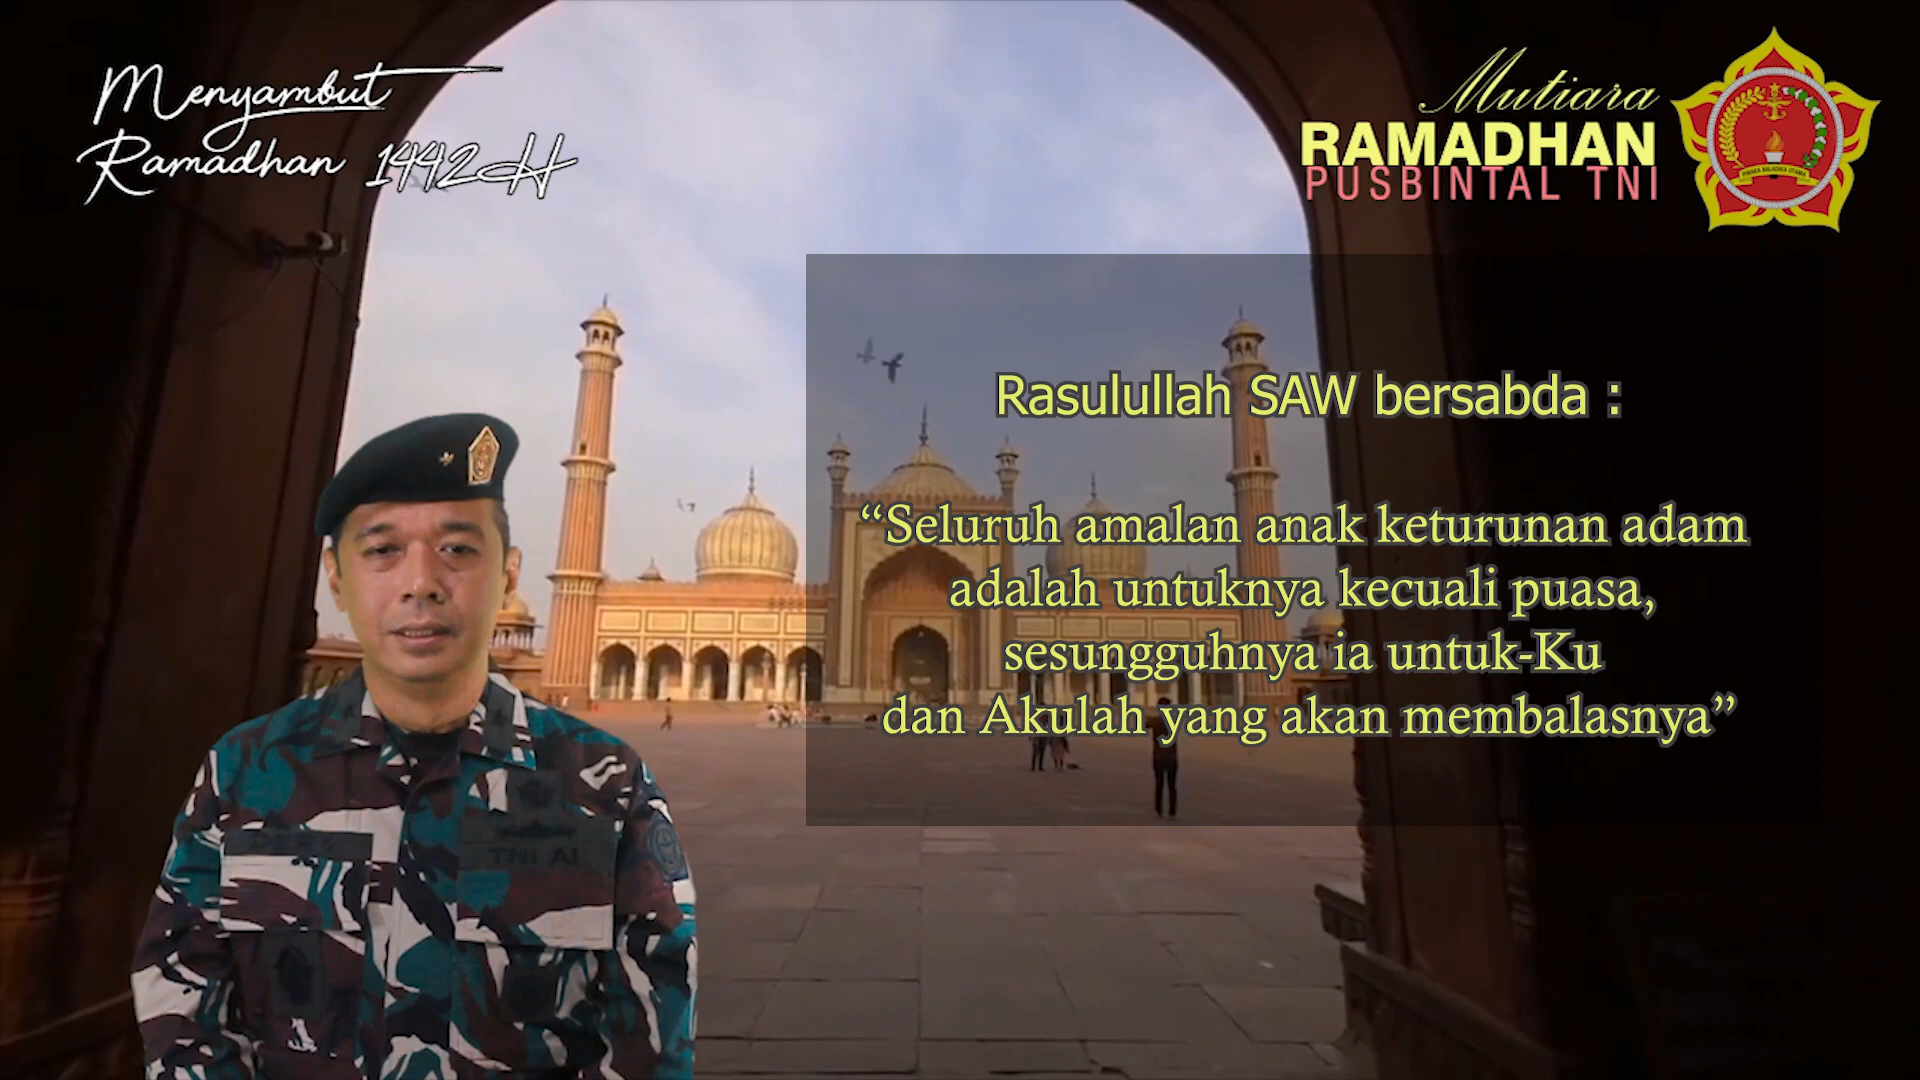 Menyambut
Ramadhan 1442 H
Mutiara
RAMADHAN
PUSBINTAL TNI
Rasulullah SAW bersabda :
“Seluruh amalan anak keturunan adam
adalah untuknya kecuali puasa,
sesungguhnya ia untuk-Ku
dan Akulah yang akan membalasnya”
TNI AL